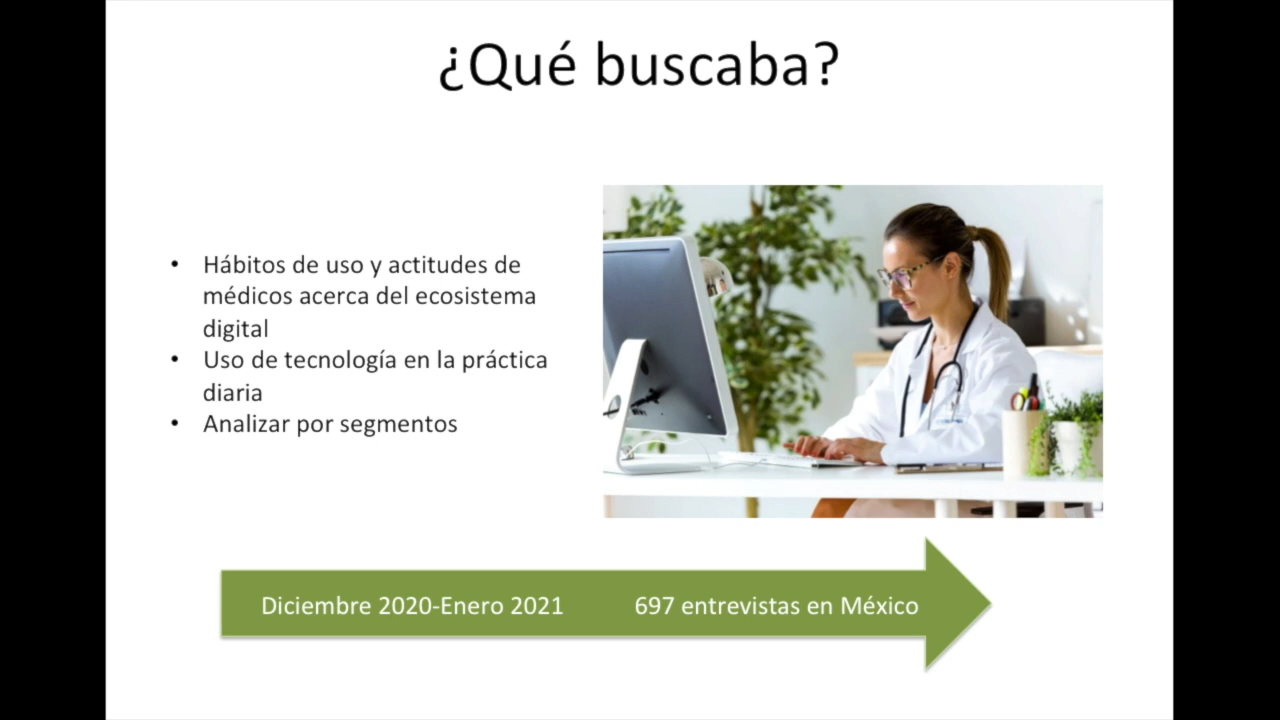 ¿Qué buscaba?
• Hábitos de uso y actitudes de
médicos acerca del ecosistema
digital
• Uso de tecnología en la práctica
diaria
• Analizar por segmentos
Diciembre 2020-Enero 2021 697 entrevistas en México